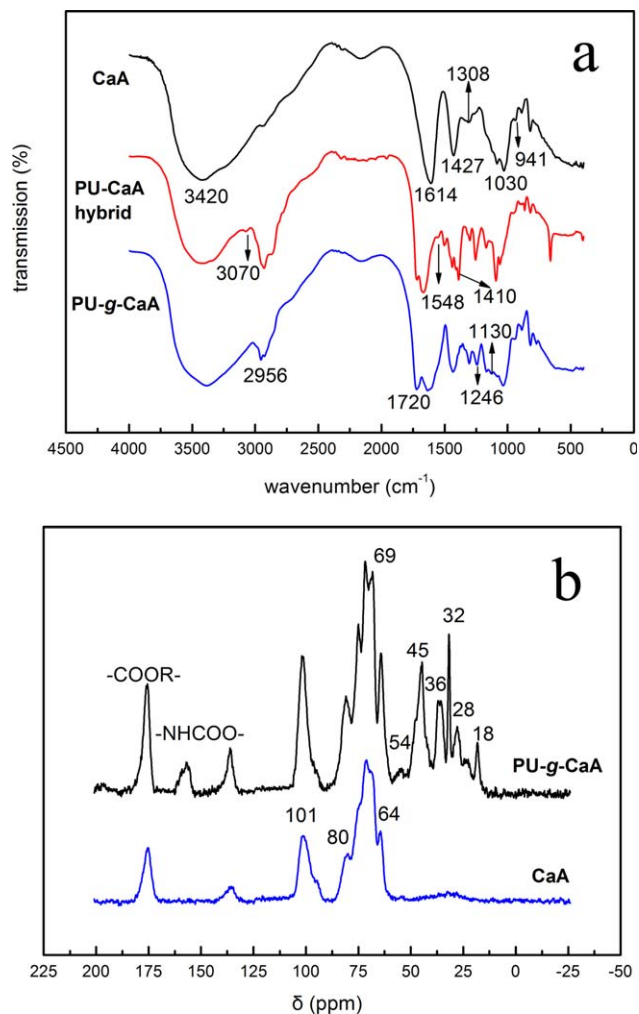 a
CaA
1308
3420
1427
941
1614
1030
PU-CaA
hybrid
3070
1548
1410
PU-g-CaA
1130
2956
1720
1246
transmission (%)
4500 4000 3500 3000 2500 2000 1500 1000 500 0
wavenumber (cm⁻¹)
b
69
32
-COOR-
45
-NHCOO-
36
28
54
18
PU-g-CaA
101
64
80
CaA
225 200 175 150 125 100 75 50 25 0 -25 -50
δ (ppm)